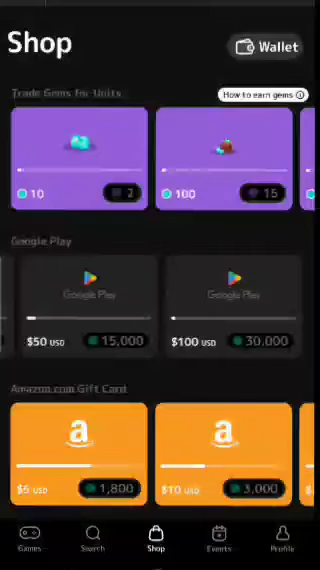 Shop
Wallet
Trade Gems for Units
How to earn gems
10
2
100
15
Google Play
Google Play
Google Play
$50 USD
15,000
$100 USD
30,000
Amazon.com Gift Card
a
a
$5 USD
1,800
$10 USD
3,000
Games
Search
Shop
Events
Profile